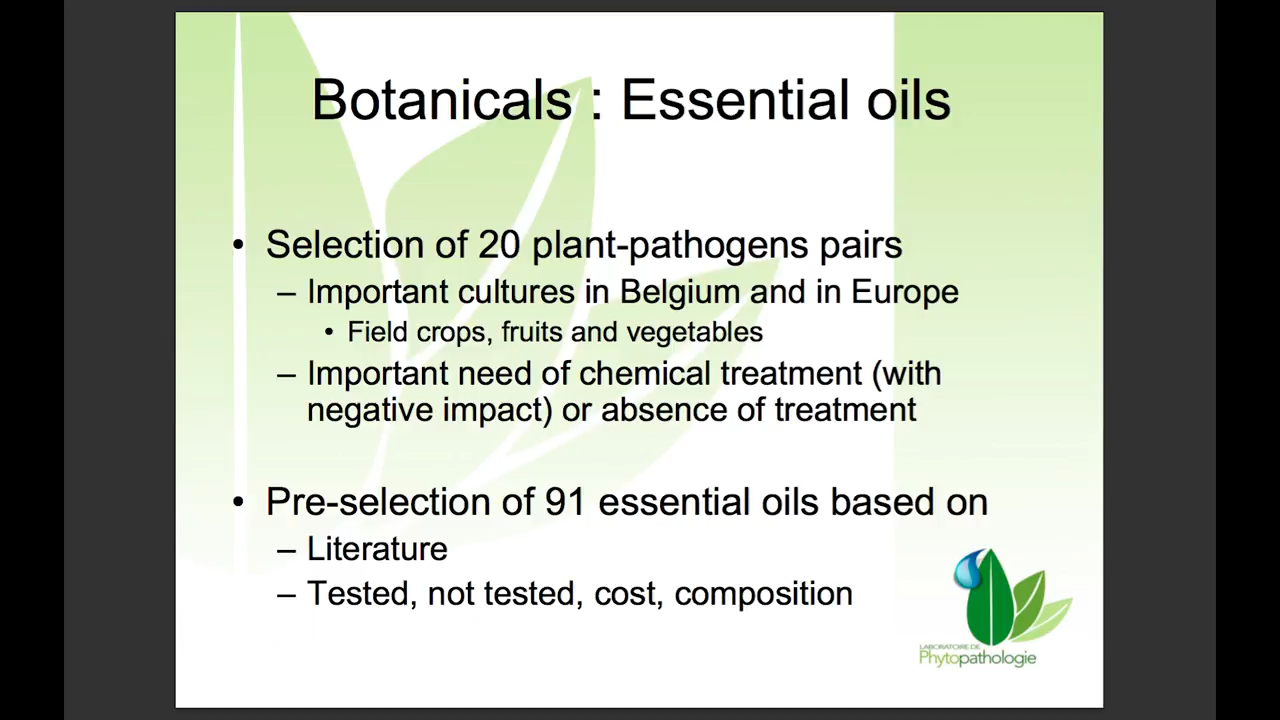 Botanicals : Essential oils
• Selection of 20 plant-pathogens pairs
– Important cultures in Belgium and in Europe
• Field crops, fruits and vegetables
– Important need of chemical treatment (with
negative impact) or absence of treatment
• Pre-selection of 91 essential oils based on
– Literature
– Tested, not tested, cost, composition
LABORATOIRE DE
Phytopathologie